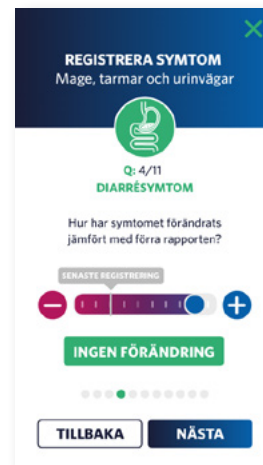 REGISTRERA SYMTOM
Mage, tarmar och urinvägar
Q: 4/11
DIARRÉSYMTOM
Hur har symtomet förändrats
jämfört med förra rapporten?
SENASTE REGISTRERING
INGEN FÖRÄNDRING
TILLBAKA
NÄSTA